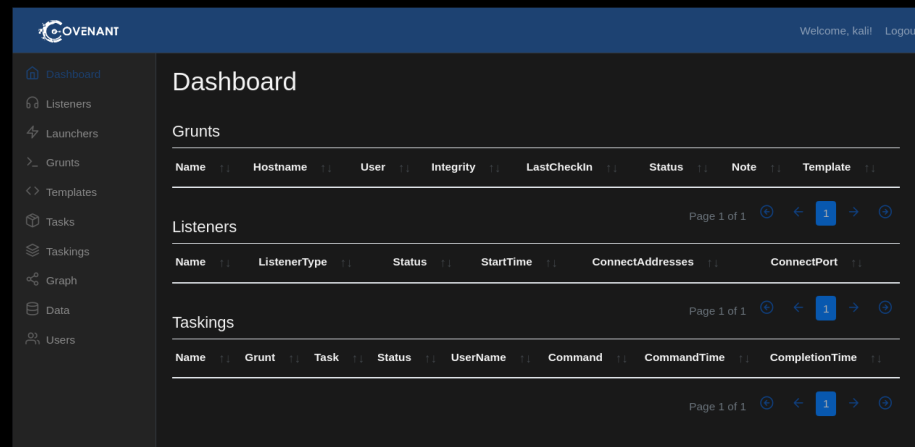 COVENANT
Welcome, kali! Logou
Dashboard
Listeners
Launchers
Grunts
Templates
Tasks
Taskings
Graph
Data
Users
Dashboard
Grunts
Name Hostname User Integrity LastCheckIn Status Note Template
Page 1 of 1 1
Listeners
Name ListenerType Status StartTime ConnectAddresses ConnectPort
Page 1 of 1 1
Taskings
Name Grunt Task Status UserName Command CommandTime CompletionTime
Page 1 of 1 1